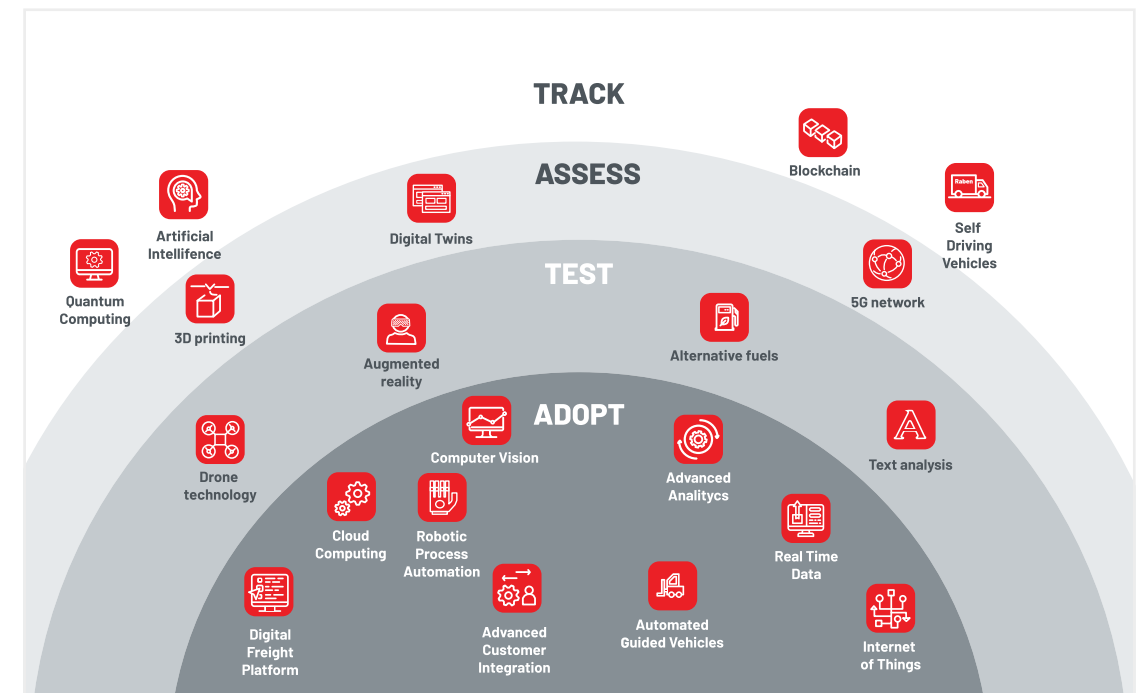 TRACK
Blockchain
ASSESS
Raben
Artificial
Intellifence
Digital Twins
Self
Driving
Vehicles
Quantum
Computing
3D printing
TEST
5G network
Augmented
reality
Alternative fuels
ADOPT
Computer Vision
A
Text analysis
Drone
technology
Advanced
Analitycs
Cloud
Computing
Robotic
Process
Automation
Real Time
Data
Digital
Freight
Platform
Advanced
Customer
Integration
Automated
Guided Vehicles
Internet
of Things